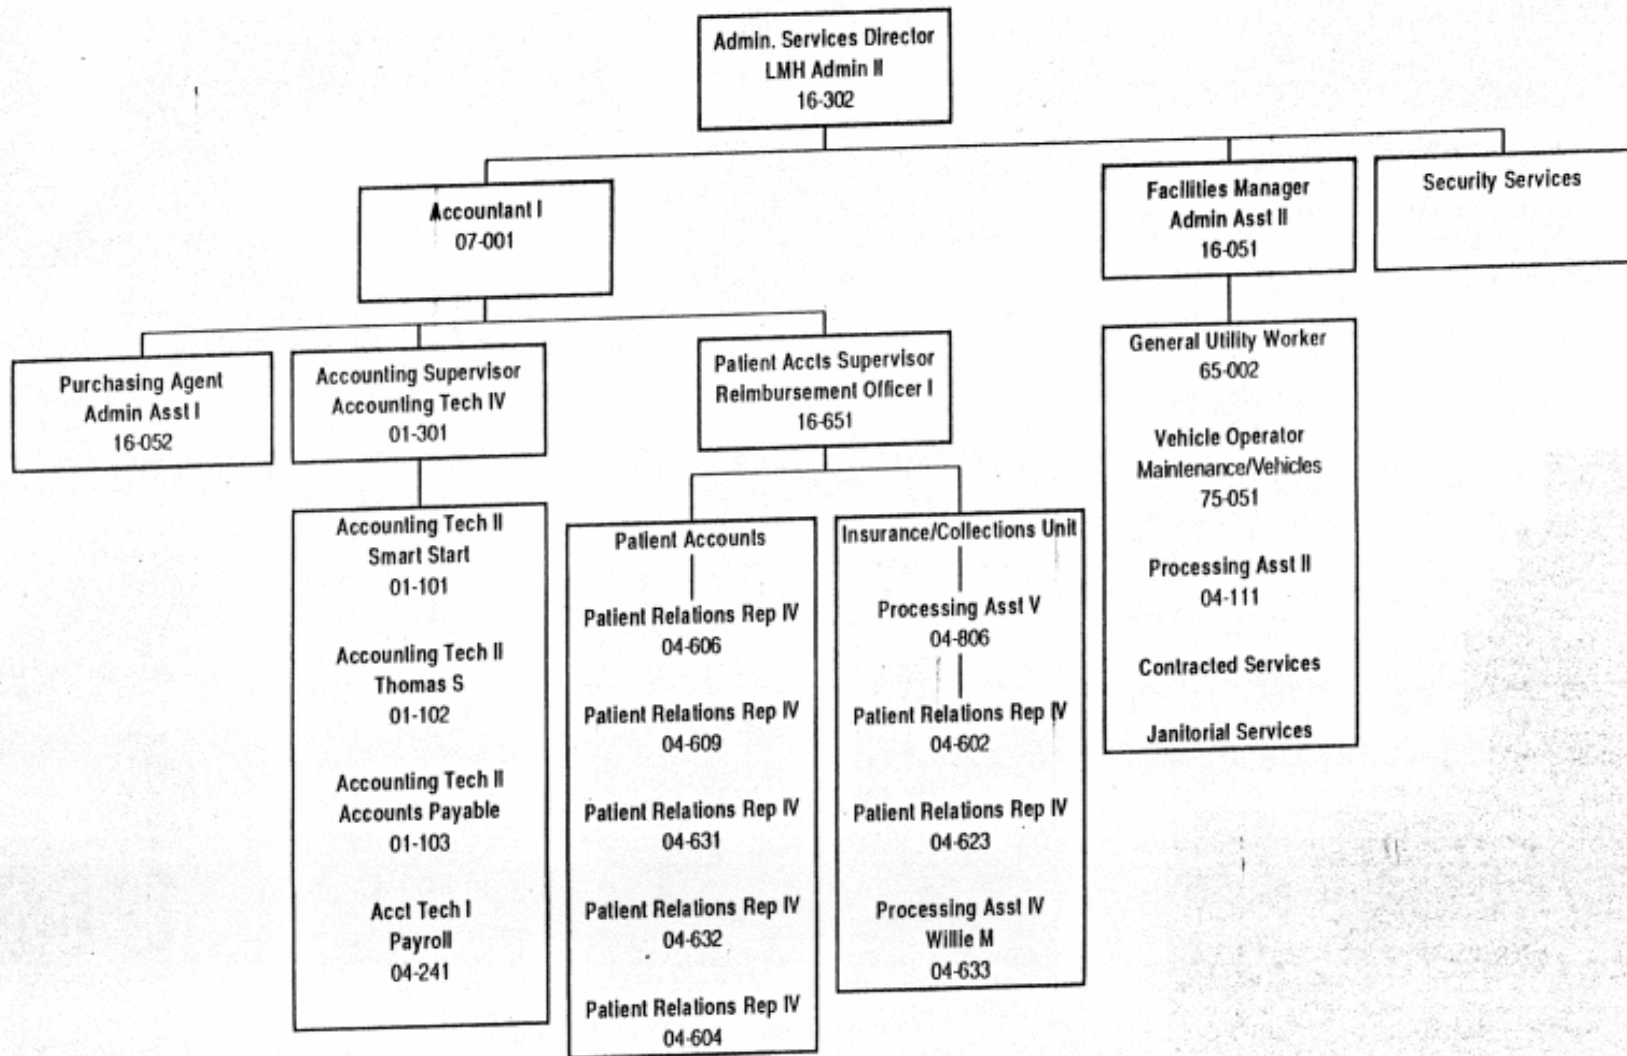 Admin. Services Director
LMH Admin II
16-302
Accountant I
07-001
Facilities Manager
Admin Asst II
16-051
Security Services
Purchasing Agent
Admin Asst I
16-052
Accounting Supervisor
Accounting Tech IV
01-301
Patient Accts Supervisor
Reimbursement Officer I
16-651
General Utility Worker
65-002
Vehicle Operator
Maintenance/Vehicles
75-051
Processing Asst II
04-111
Contracted Services
Janitorial Services
Accounting Tech II
Smart Start
01-101
Accounting Tech II
Thomas S
01-102
Accounting Tech II
Accounts Payable
01-103
Acct Tech I
Payroll
04-241
Patient Accounts
Patient Relations Rep IV
04-606
Patient Relations Rep IV
04-609
Patient Relations Rep IV
04-631
Patient Relations Rep IV
04-632
Patient Relations Rep IV
04-604
Insurance/Collections Unit
Processing Asst V
04-806
Patient Relations Rep IV
04-602
Patient Relations Rep IV
04-623
Processing Asst IV
Willie M
04-633